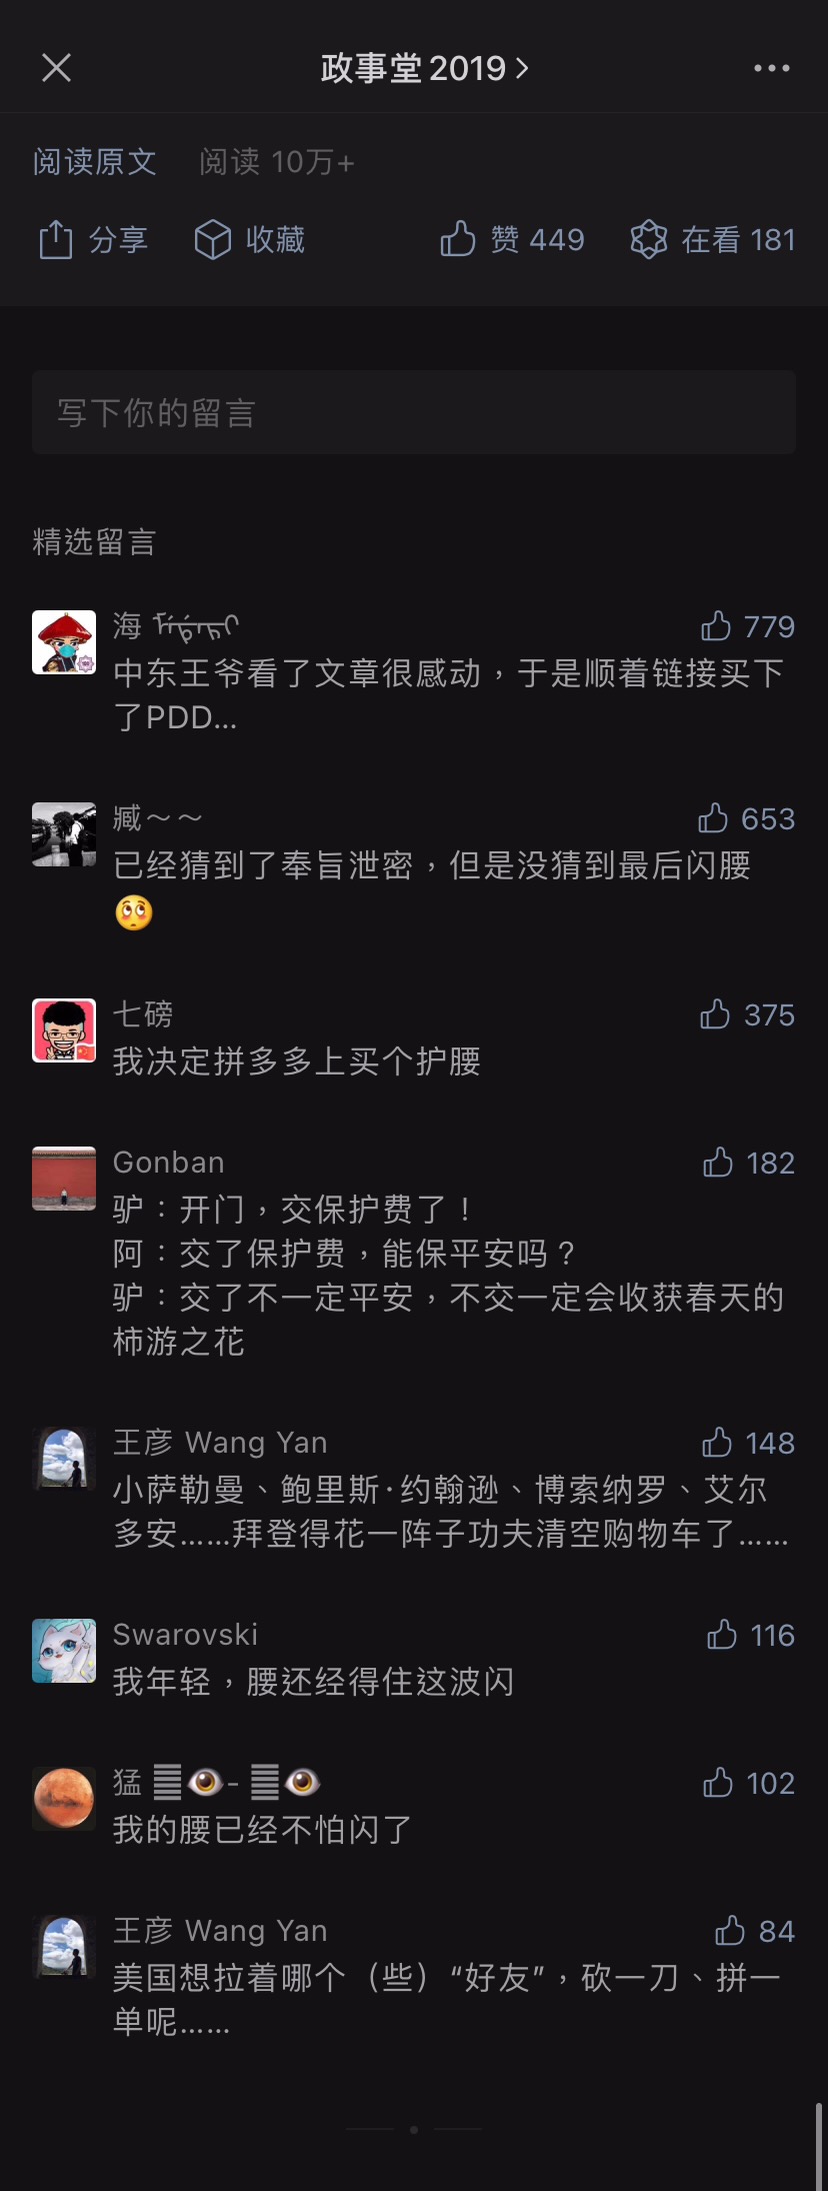 政事堂2019
阅读原文 阅读 10万+
分享 收藏 赞 449 在看 181
写下你的留言
精选留言
海 779
中东王爷看了文章很感动，于是顺着链接买下
了PDD...
臧～～ 653
已经猜到了奉旨泄密，但是没猜到最后闪腰
🙄
七磅 375
我决定拼多多上买个护腰
Gonban 182
驴：开门，交保护费了！
阿：交了保护费，能保平安吗？
驴：交了不一定平安，不交一定会收获春天的
柿游之花
王彦 Wang Yan 148
小萨勒曼、鲍里斯·约翰逊、博索纳罗、艾尔
多安……拜登得花一阵子功夫清空购物车了……
Swarovski 116
我年轻，腰还经得住这波闪
猛 ䷀👁- ䷀👁 102
我的腰已经不怕闪了
王彦 Wang Yan 84
美国想拉着哪个（些）“好友”，砍一刀、拼一
单呢……